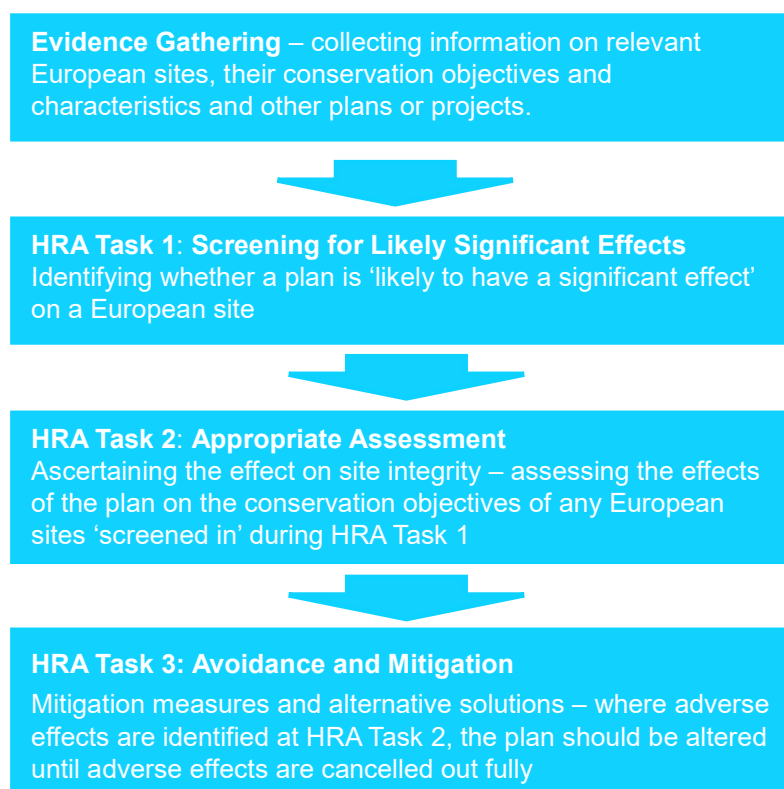 Evidence Gathering – collecting information on relevant
European sites, their conservation objectives and
characteristics and other plans or projects.
HRA Task 1: Screening for Likely Significant Effects
Identifying whether a plan is ‘likely to have a significant effect’
on a European site
HRA Task 2: Appropriate Assessment
Ascertaining the effect on site integrity – assessing the effects
of the plan on the conservation objectives of any European
sites ‘screened in’ during HRA Task 1
HRA Task 3: Avoidance and Mitigation
Mitigation measures and alternative solutions – where adverse
effects are identified at HRA Task 2, the plan should be altered
until adverse effects are cancelled out fully